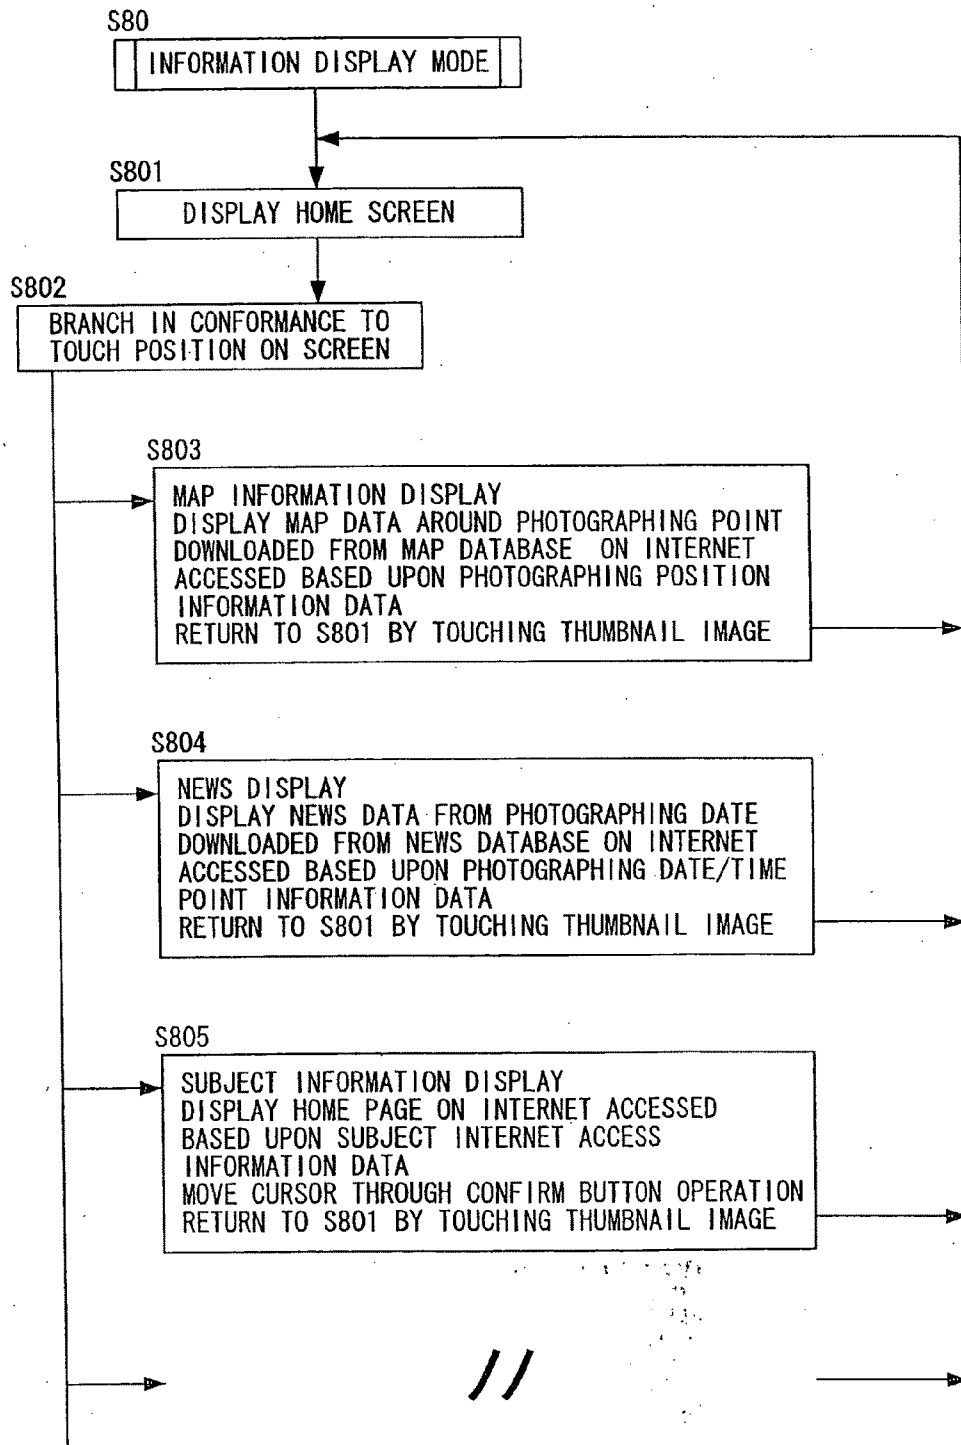 S80
INFORMATION DISPLAY MODE
S801
DISPLAY HOME SCREEN
S802
BRANCH IN CONFORMANCE TO
TOUCH POSITION ON SCREEN
S803
MAP INFORMATION DISPLAY
DISPLAY MAP DATA AROUND PHOTOGRAPHING POINT
DOWNLOADED FROM MAP DATABASE ON INTERNET
ACCESSED BASED UPON PHOTOGRAPHING POSITION
INFORMATION DATA
RETURN TO S801 BY TOUCHING THUMBNAIL IMAGE
S804
NEWS DISPLAY
DISPLAY NEWS DATA FROM PHOTOGRAPHING DATE
DOWNLOADED FROM NEWS DATABASE ON INTERNET
ACCESSED BASED UPON PHOTOGRAPHING DATE/TIME
POINT INFORMATION DATA
RETURN TO S801 BY TOUCHING THUMBNAIL IMAGE
S805
SUBJECT INFORMATION DISPLAY
DISPLAY HOME PAGE ON INTERNET ACCESSED
BASED UPON SUBJECT INTERNET ACCESS
INFORMATION DATA
MOVE CURSOR THROUGH CONFIRM BUTTON OPERATION
RETURN TO S801 BY TOUCHING THUMBNAIL IMAGE